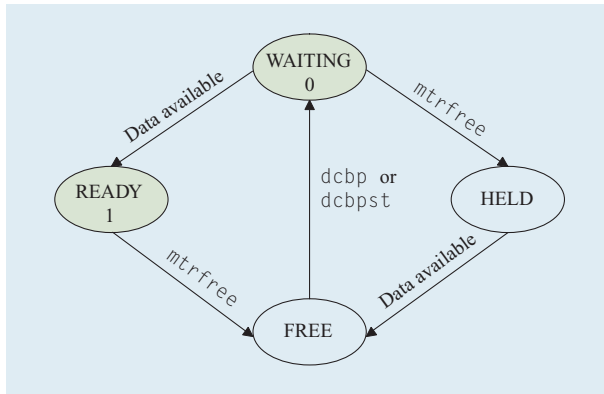 WAITING
0
Data available
mtrfree
READY
1
dcbp or
dcbpst
HELD
mtrfree
Data available
FREE